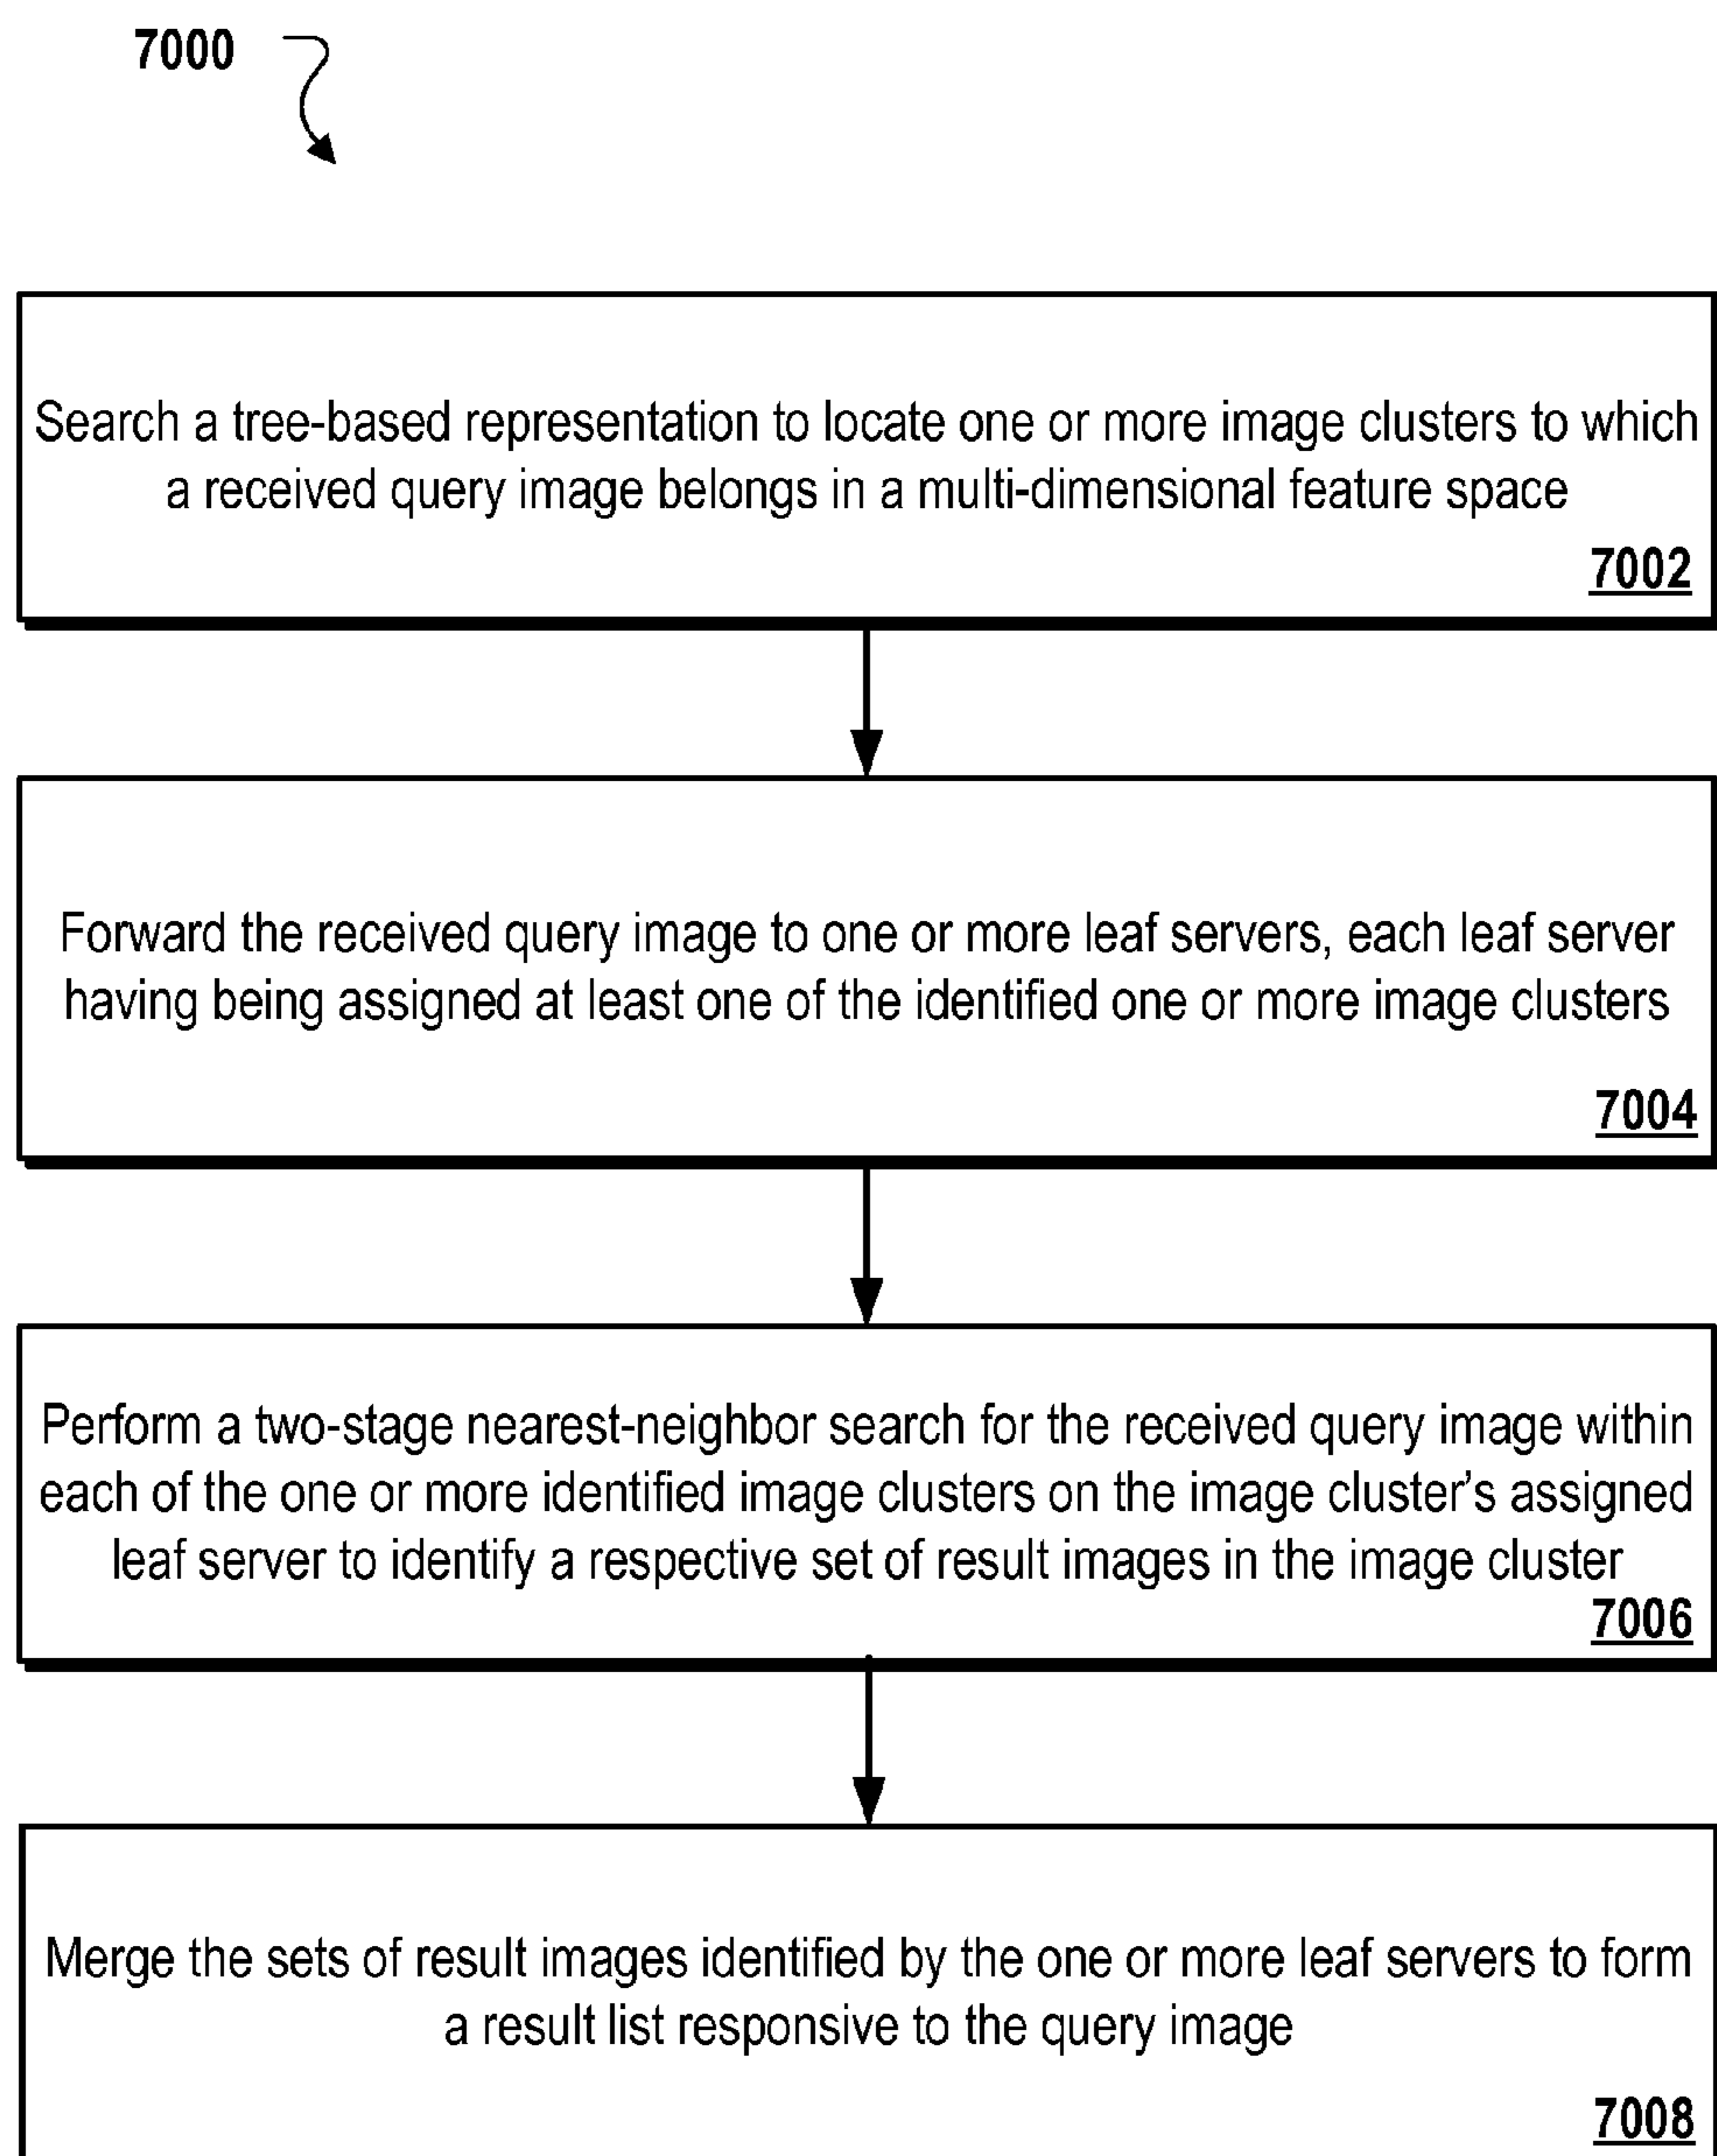 7000
Search a tree-based representation to locate one or more image clusters to which
a received query image belongs in a multi-dimensional feature space
7002
Forward the received query image to one or more leaf servers, each leaf server
having being assigned at least one of the identified one or more image clusters
7004
Perform a two-stage nearest-neighbor search for the received query image within
each of the one or more identified image clusters on the image cluster’s assigned
leaf server to identify a respective set of result images in the image cluster
7006
Merge the sets of result images identified by the one or more leaf servers to form
a result list responsive to the query image
7008